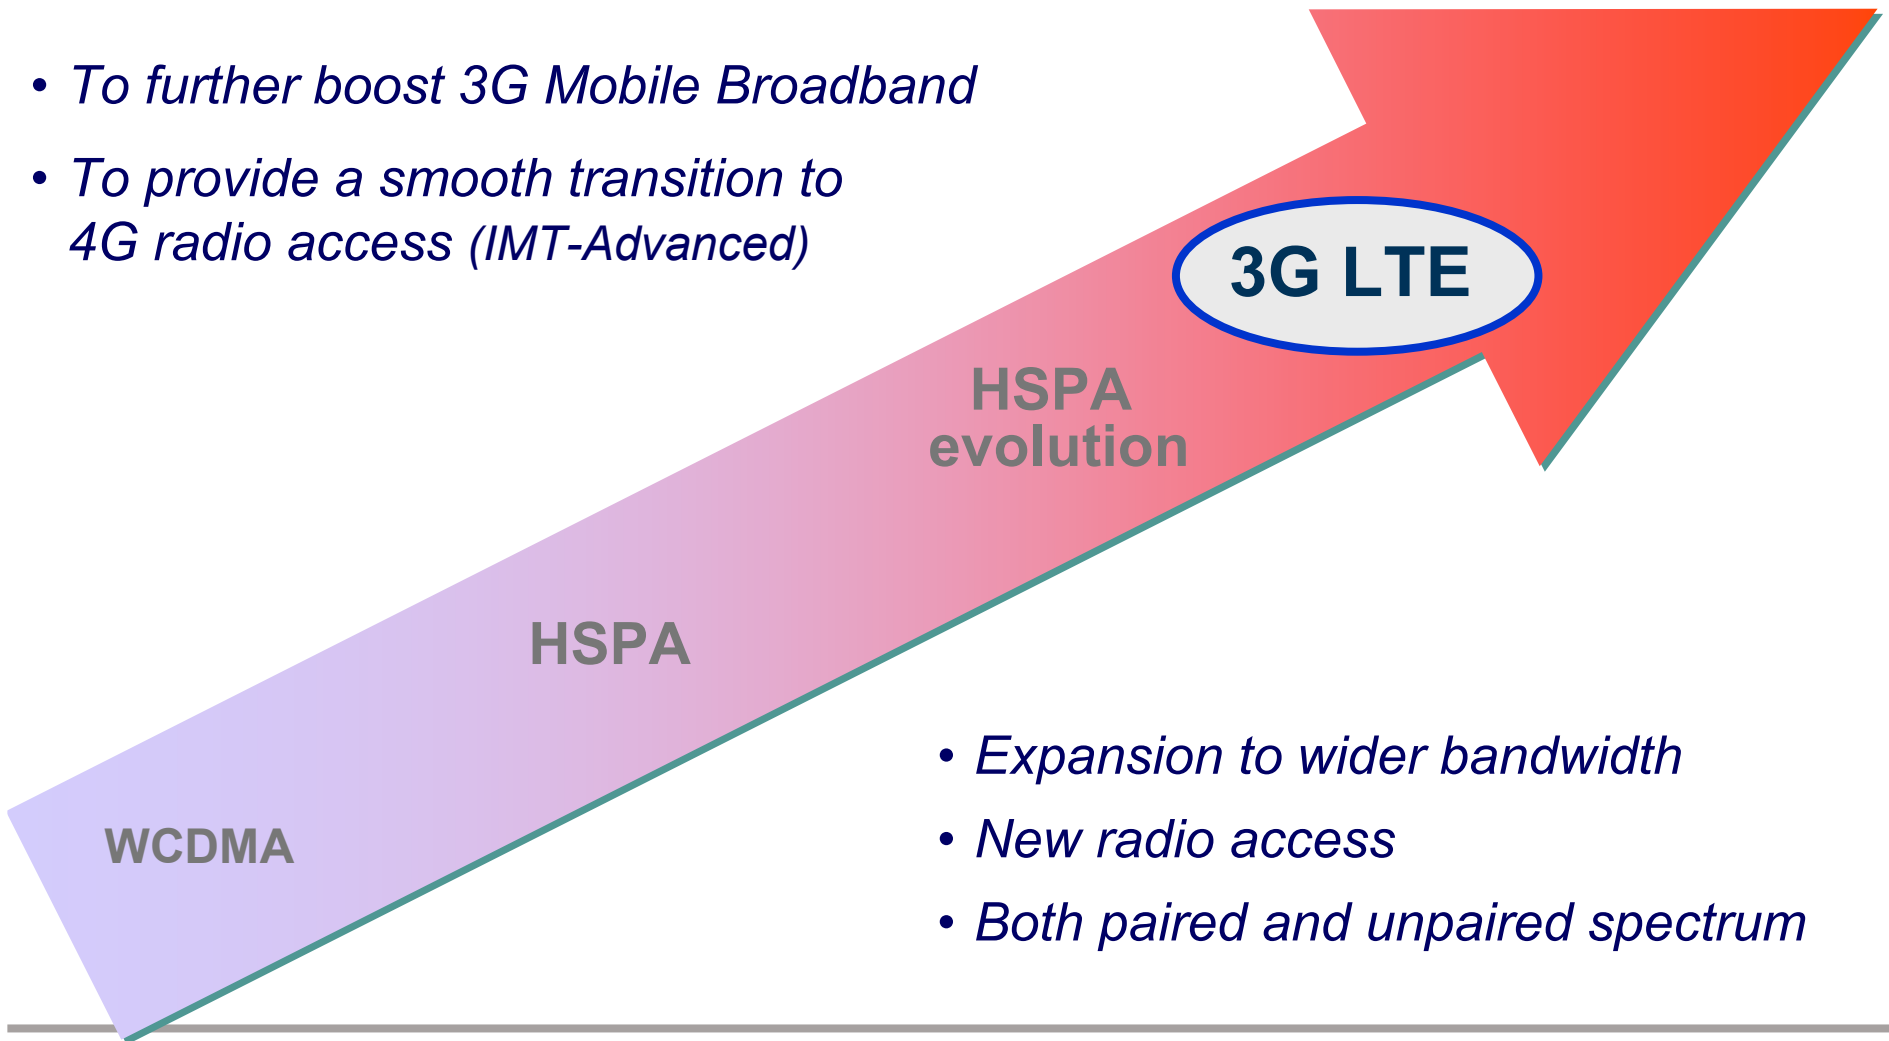 • To further boost 3G Mobile Broadband
• To provide a smooth transition to
4G radio access (IMT-Advanced)
3G LTE
HSPA
evolution
HSPA
WCDMA
• Expansion to wider bandwidth
• New radio access
• Both paired and unpaired spectrum